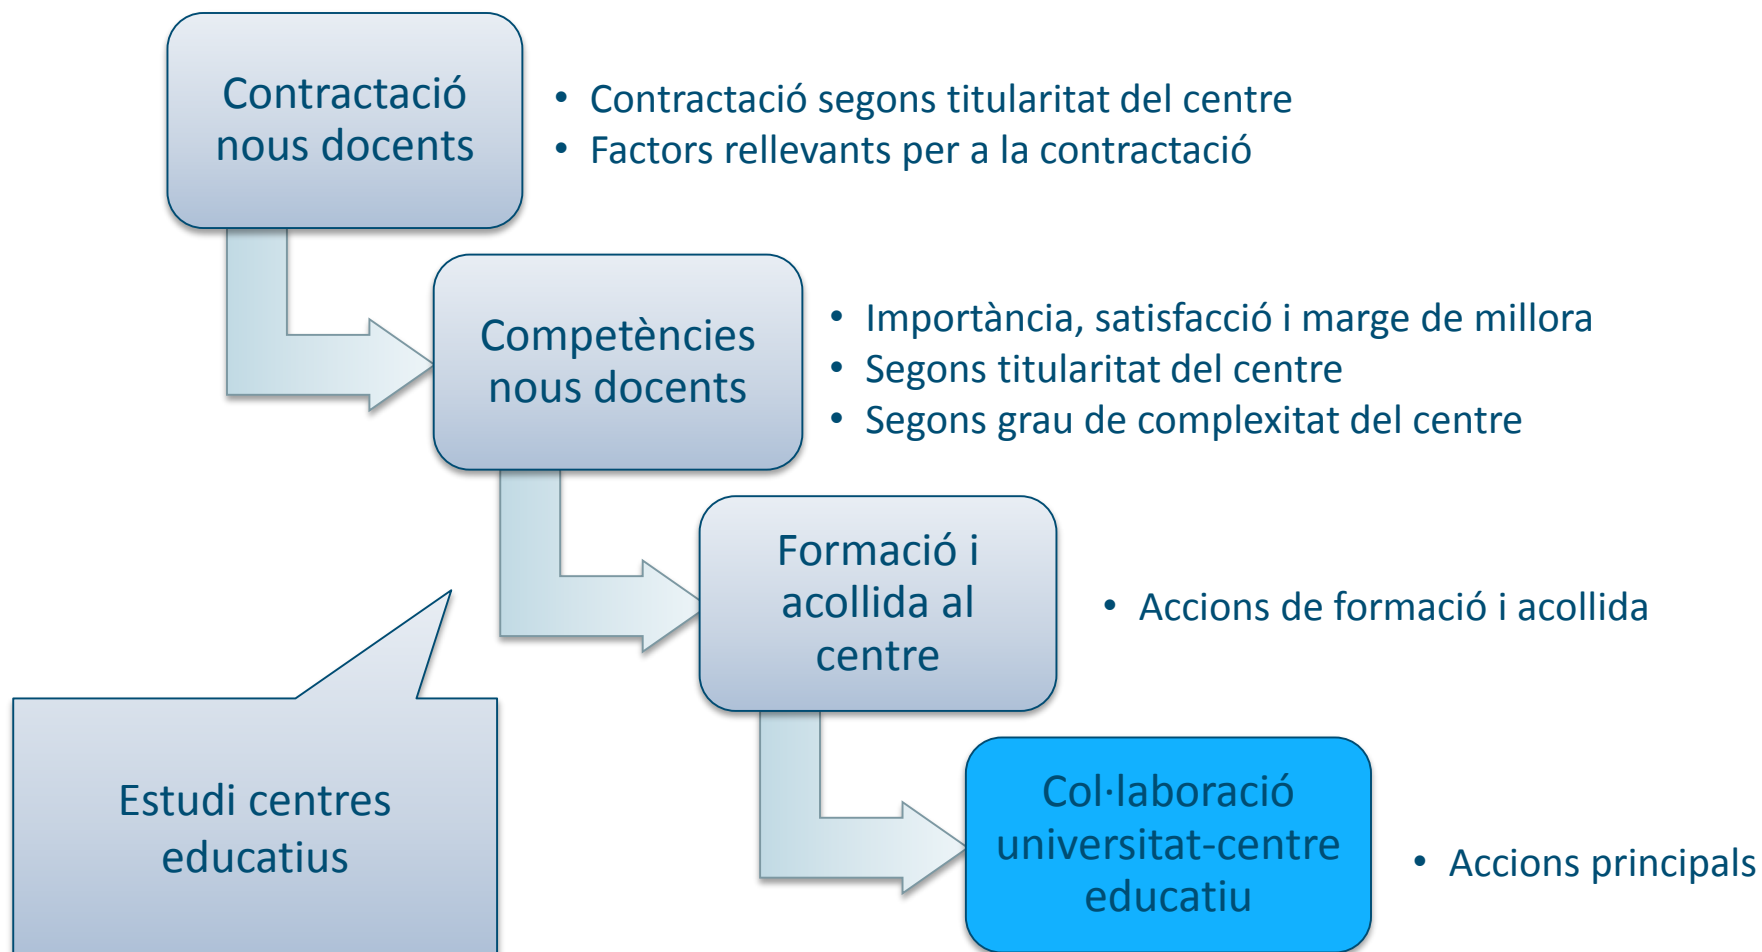 Contractació
nous docents
• Contractació segons titularitat del centre
• Factors rellevants per a la contractació
Competències
nous docents
• Importància, satisfacció i marge de millora
• Segons titularitat del centre
• Segons grau de complexitat del centre
Formació i
acollida al
centre
• Accions de formació i acollida
Estudi centres
educatius
Col·laboració
universitat-centre
educatiu
• Accions principals